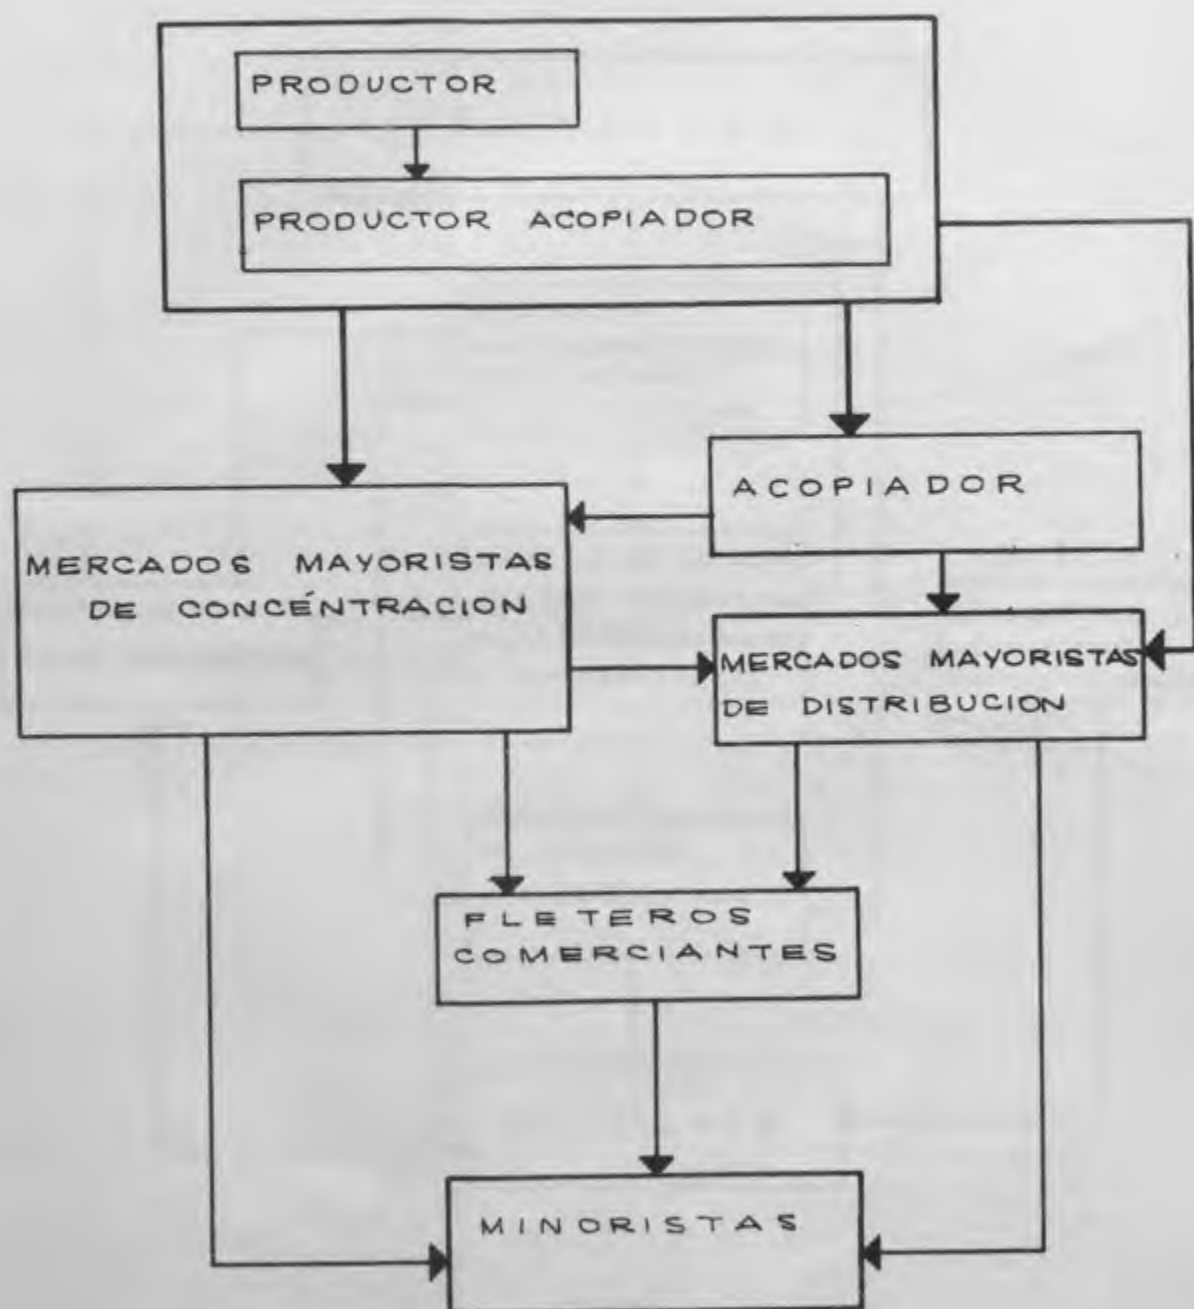 PRODUCTOR
PRODUCTOR ACOPIADOR
ACOPIADOR
MERCADOS MAYORISTAS
DE CONCÉNTRACION
MERCADOS MAYORISTAS
DE DISTRIBUCION
FLETEROS
COMERCIANTES
MINORISTAS